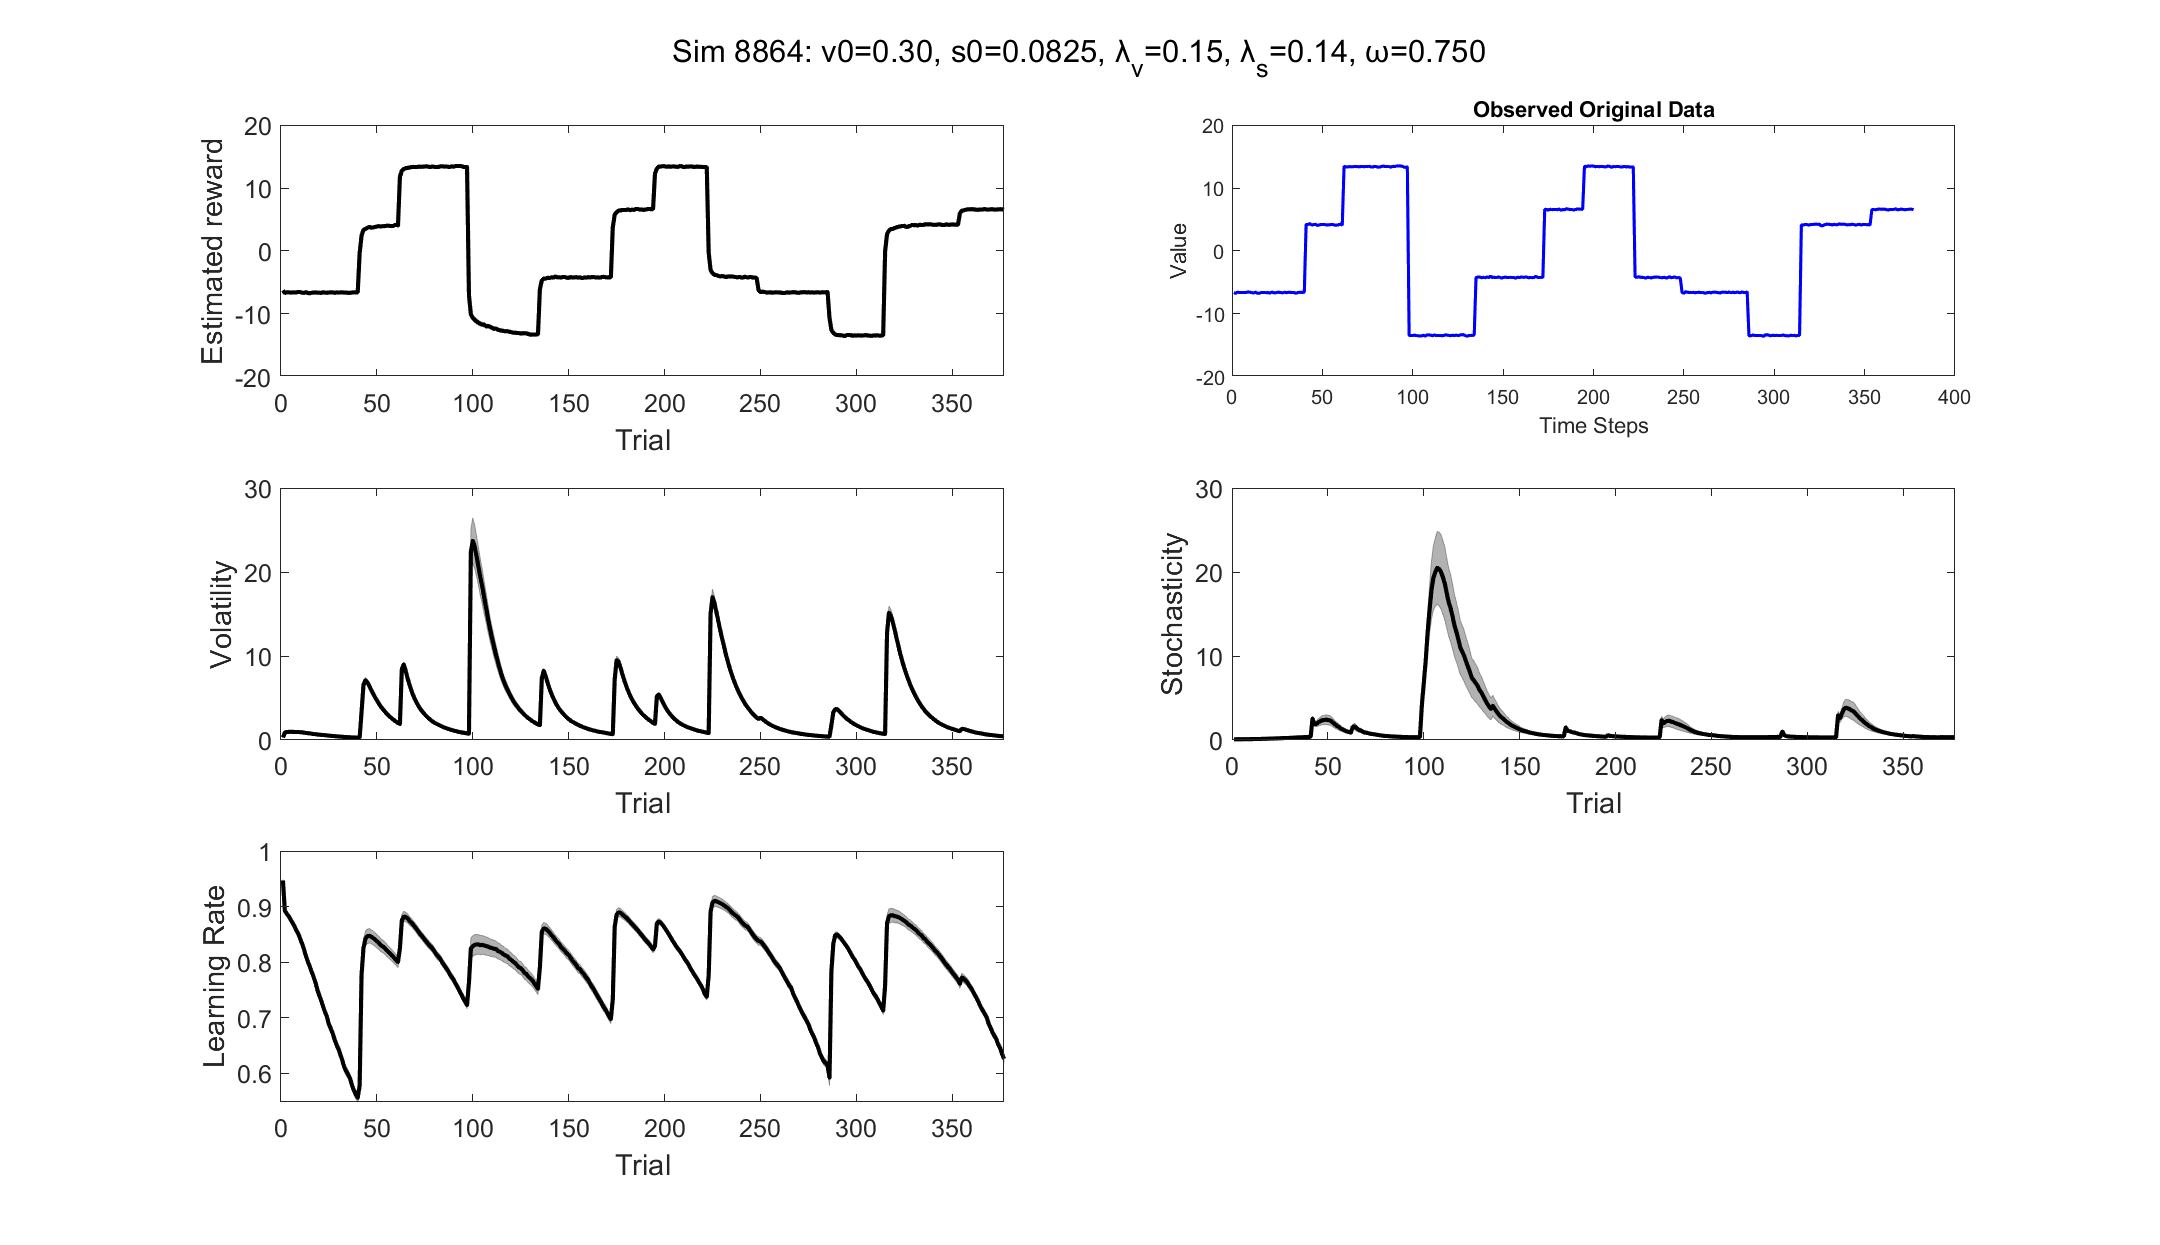 Sim 8864: v0=0.30, s0=0.0825, λ_v=0.15, λ_s=0.14, ω=0.750
20
10
0
-10
-20
Estimated reward
0 50 100 150 200 250 300 350
Trial
Observed Original Data
20
10
0
-10
-20
Value
0 50 100 150 200 250 300 350 400
Time Steps
30
20
10
0
Volatility
0 50 100 150 200 250 300 350
Trial
30
20
10
0
Stochasticity
0 50 100 150 200 250 300 350
Trial
1
0.9
0.8
0.7
0.6
Learning Rate
0 50 100 150 200 250 300 350
Trial